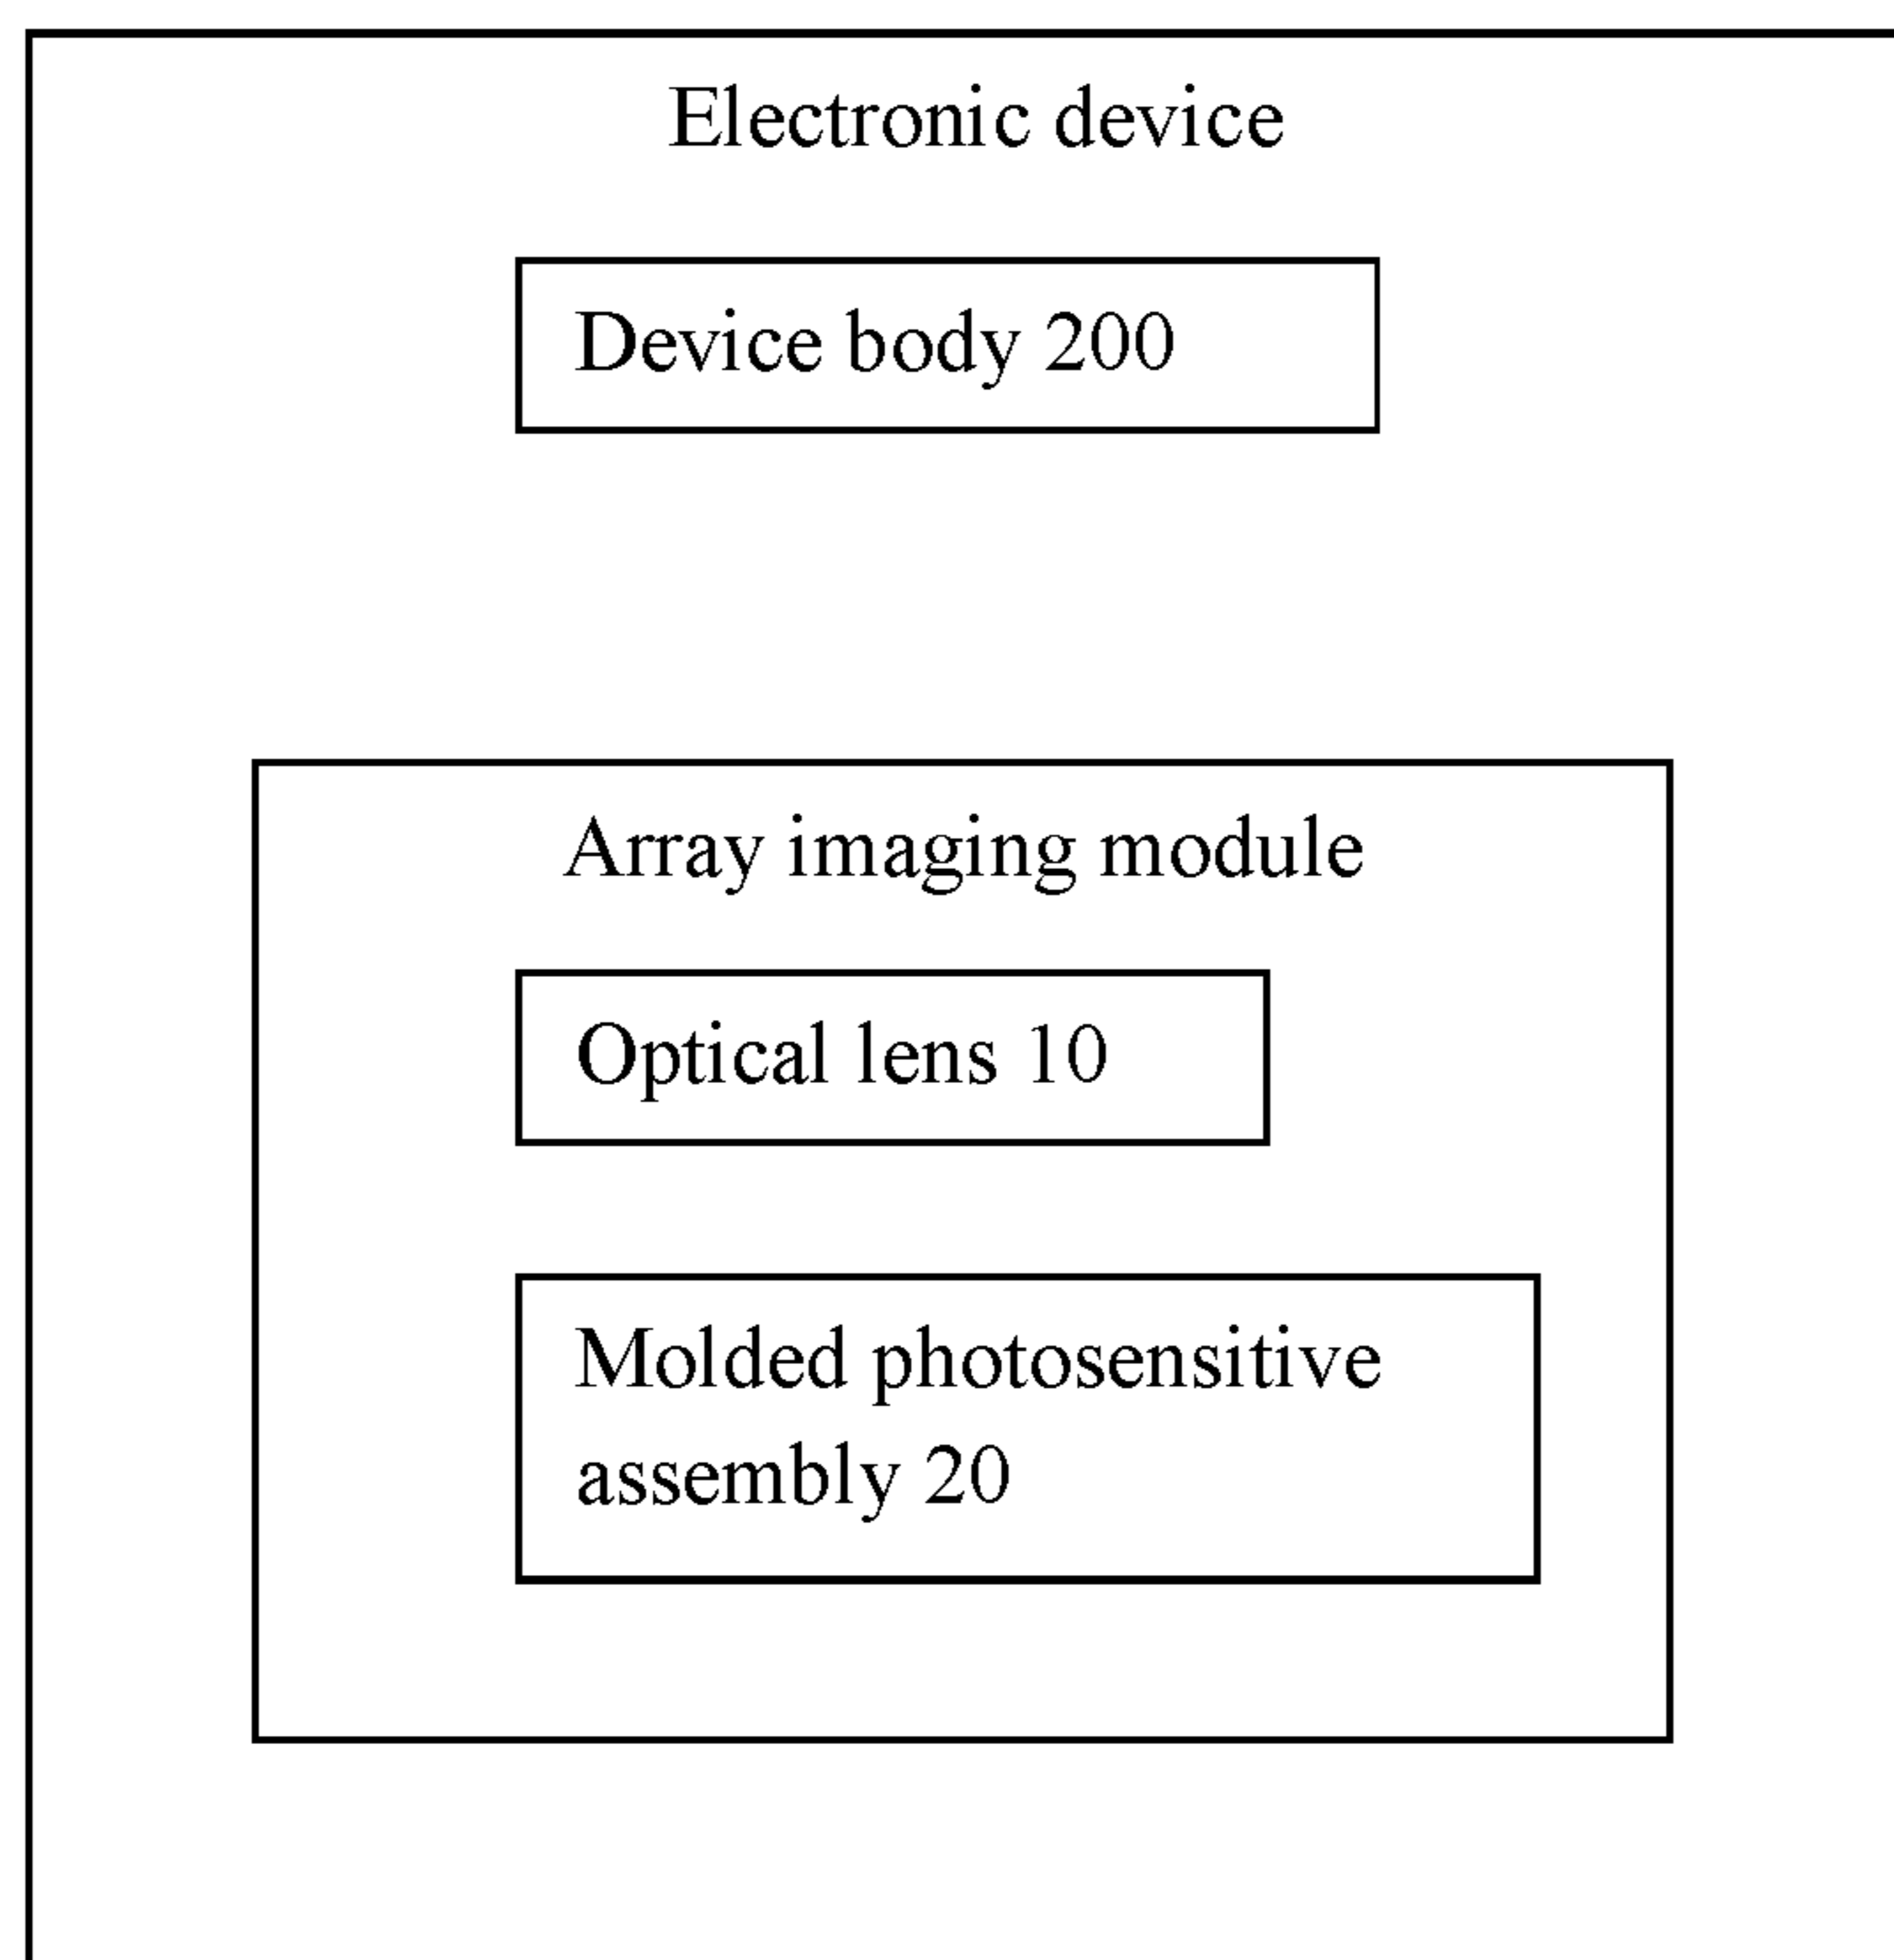 Electronic device
Device body 200
Array imaging module
Optical lens 10
Molded photosensitive
assembly 20